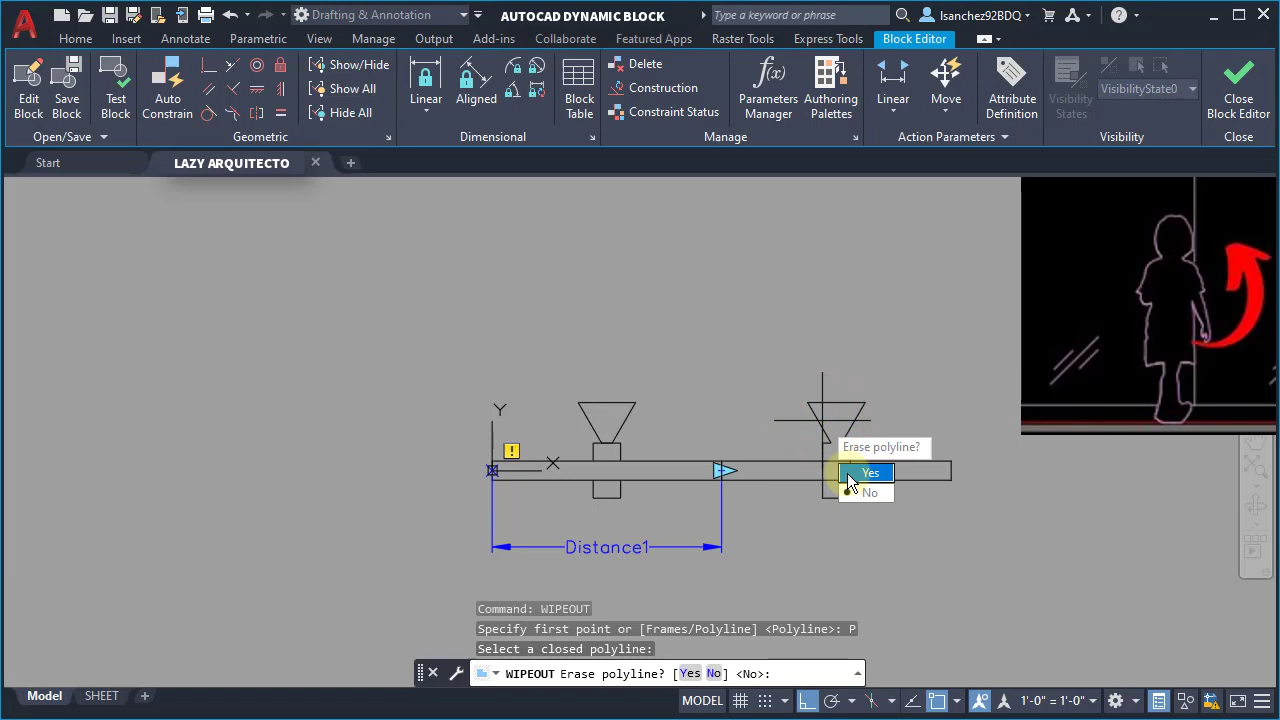 A Drafting & Annotation AUTOCAD DYNAMIC BLOCK Type a keyword or phrase lsanchez92BDQ ?
Home Insert Annotate Parametric View Manage Output Add-ins Collaborate Featured Apps Raster Tools Express Tools Block Editor
Edit Block
Save Block
Test Block
Open/Save
Auto Constrain
Show/Hide
Show All
Hide All
Geometric
Linear
Aligned
Dimensional
Block Table
Delete
Construction
Constraint Status
f(x)
Parameters Manager
Authoring Palettes
Manage
Linear
Move
Attribute Definition
Action Parameters
Visibility States
VisibilityState0
Visibility
Close Block Editor
Close
Start LAZY ARQUITECTO
Y
!
X
Erase polyline?
Yes
No
Distance1
Command: WIPEOUT
Specify first point or [Frames/Polyline] <Polyline>: P
Select a closed polyline:
WIPEOUT Erase polyline? [Yes No] <No>:
Model SHEET MODEL 1'-0" = 1'-0"